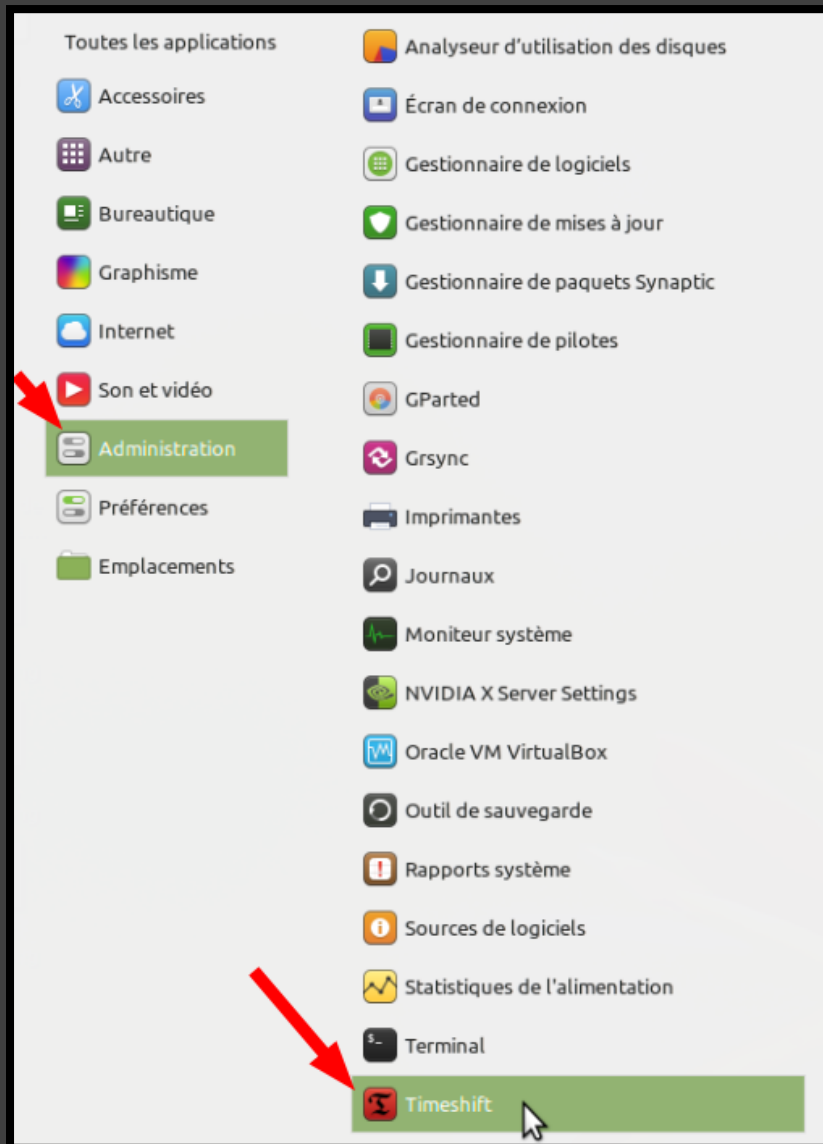 Toutes les applications
Accessoires
Autre
Bureautique
Graphisme
Internet
Son et vidéo
Administration
Préférences
Emplacements
Analyseur d’utilisation des disques
Écran de connexion
Gestionnaire de logiciels
Gestionnaire de mises à jour
Gestionnaire de paquets Synaptic
Gestionnaire de pilotes
GParted
Grsync
Imprimantes
Journaux
Moniteur système
NVIDIA X Server Settings
Oracle VM VirtualBox
Outil de sauvegarde
Rapports système
Sources de logiciels
Statistiques de l'alimentation
Terminal
Timeshift